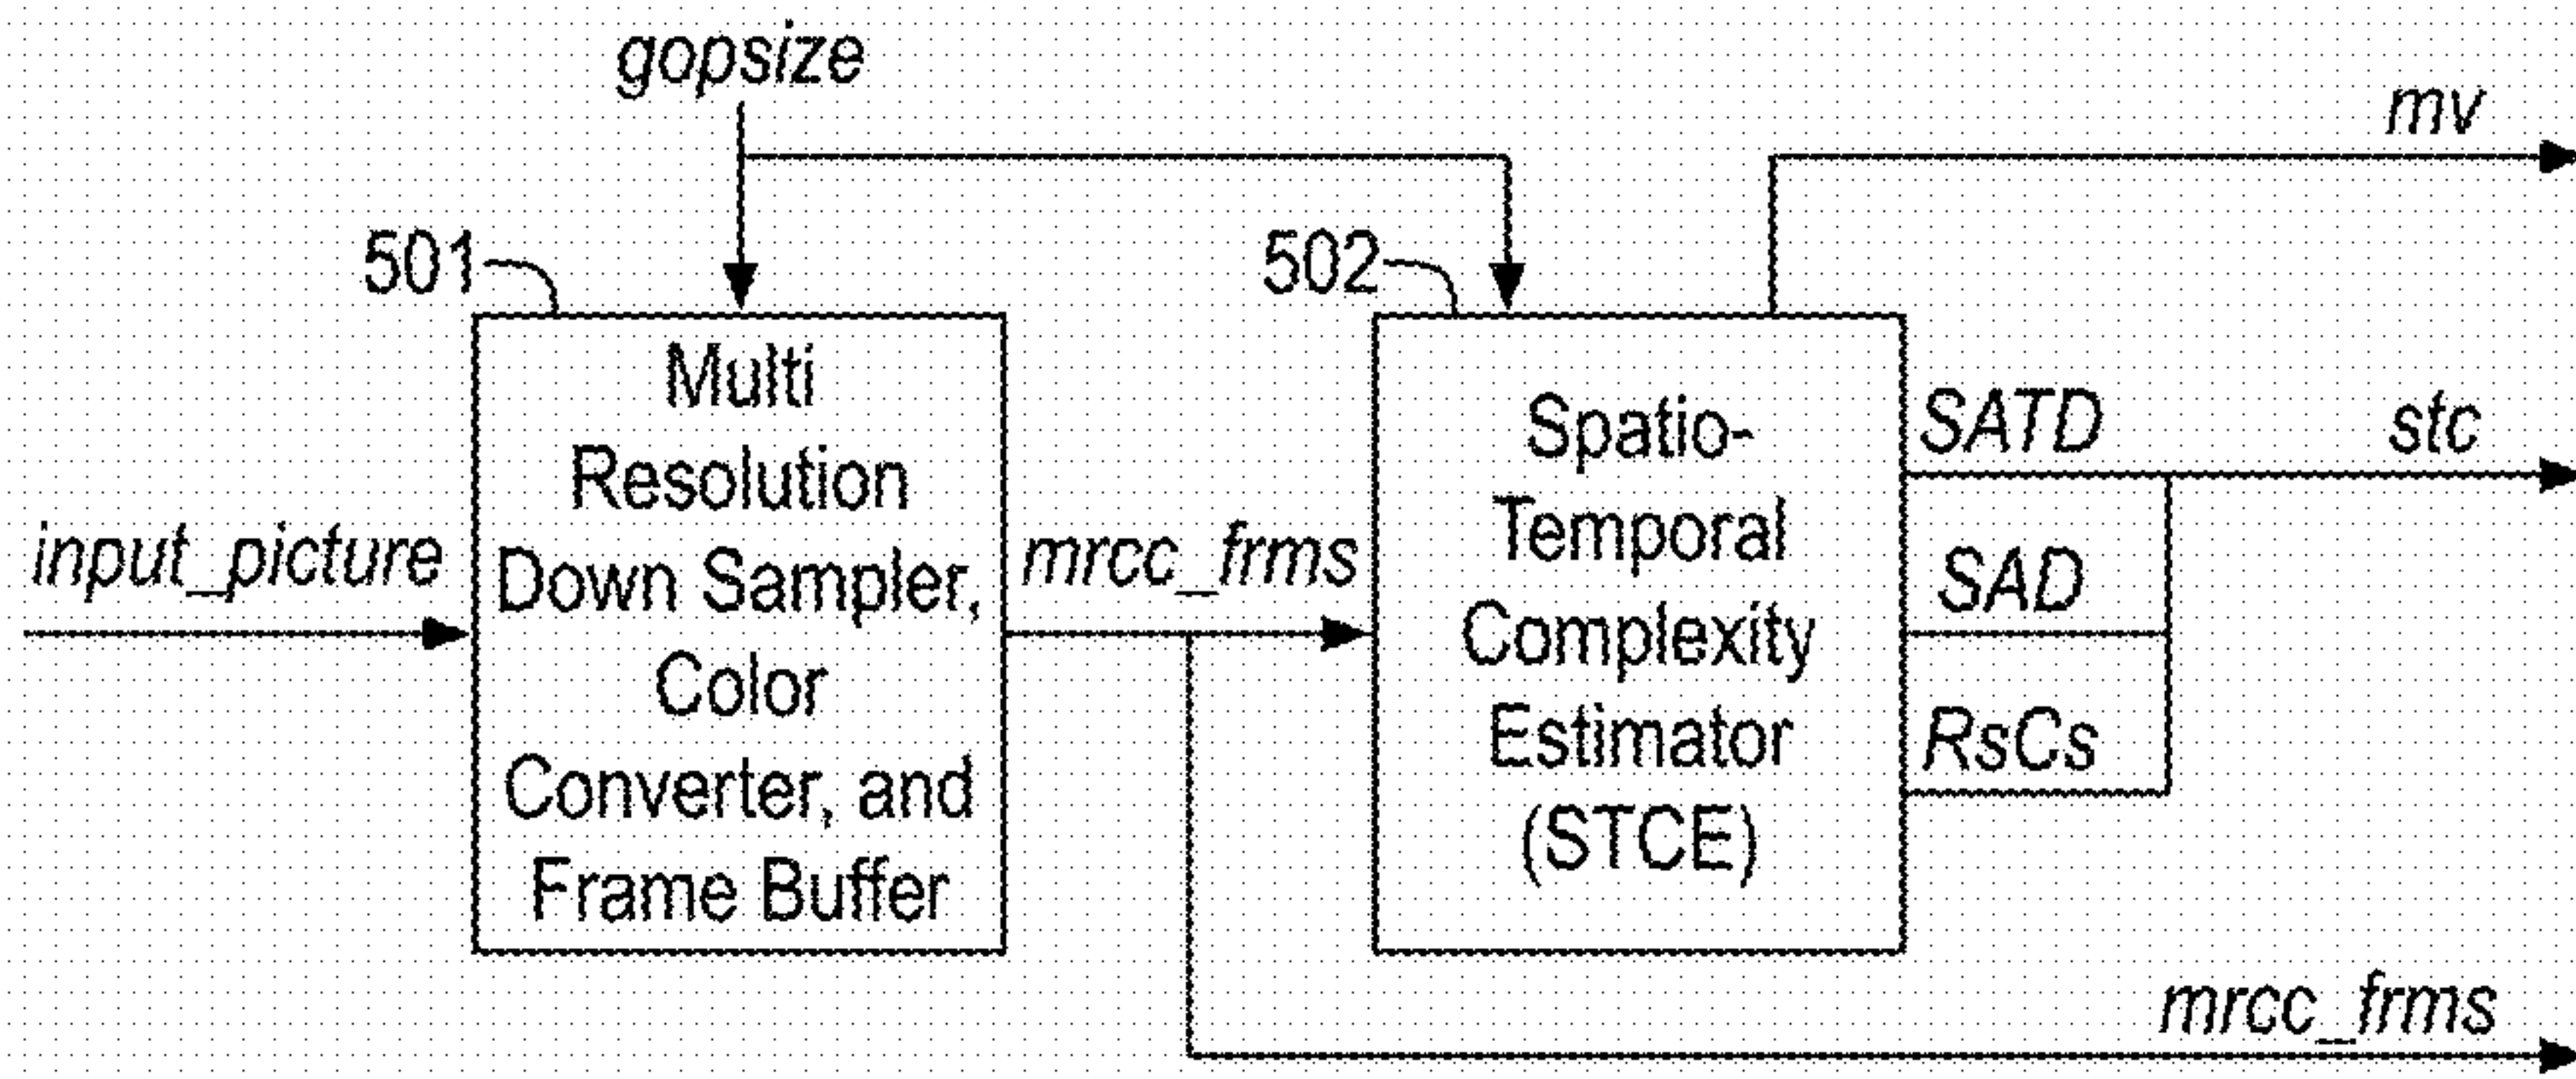 gopsize
mv
501
502
Multi
Resolution
Down Sampler,
Color
Converter, and
Frame Buffer
input_picture
mrcc_frms
Spatio-
Temporal
Complexity
Estimator
(STCE)
SATD
stc
SAD
RsCs
mrcc_frms